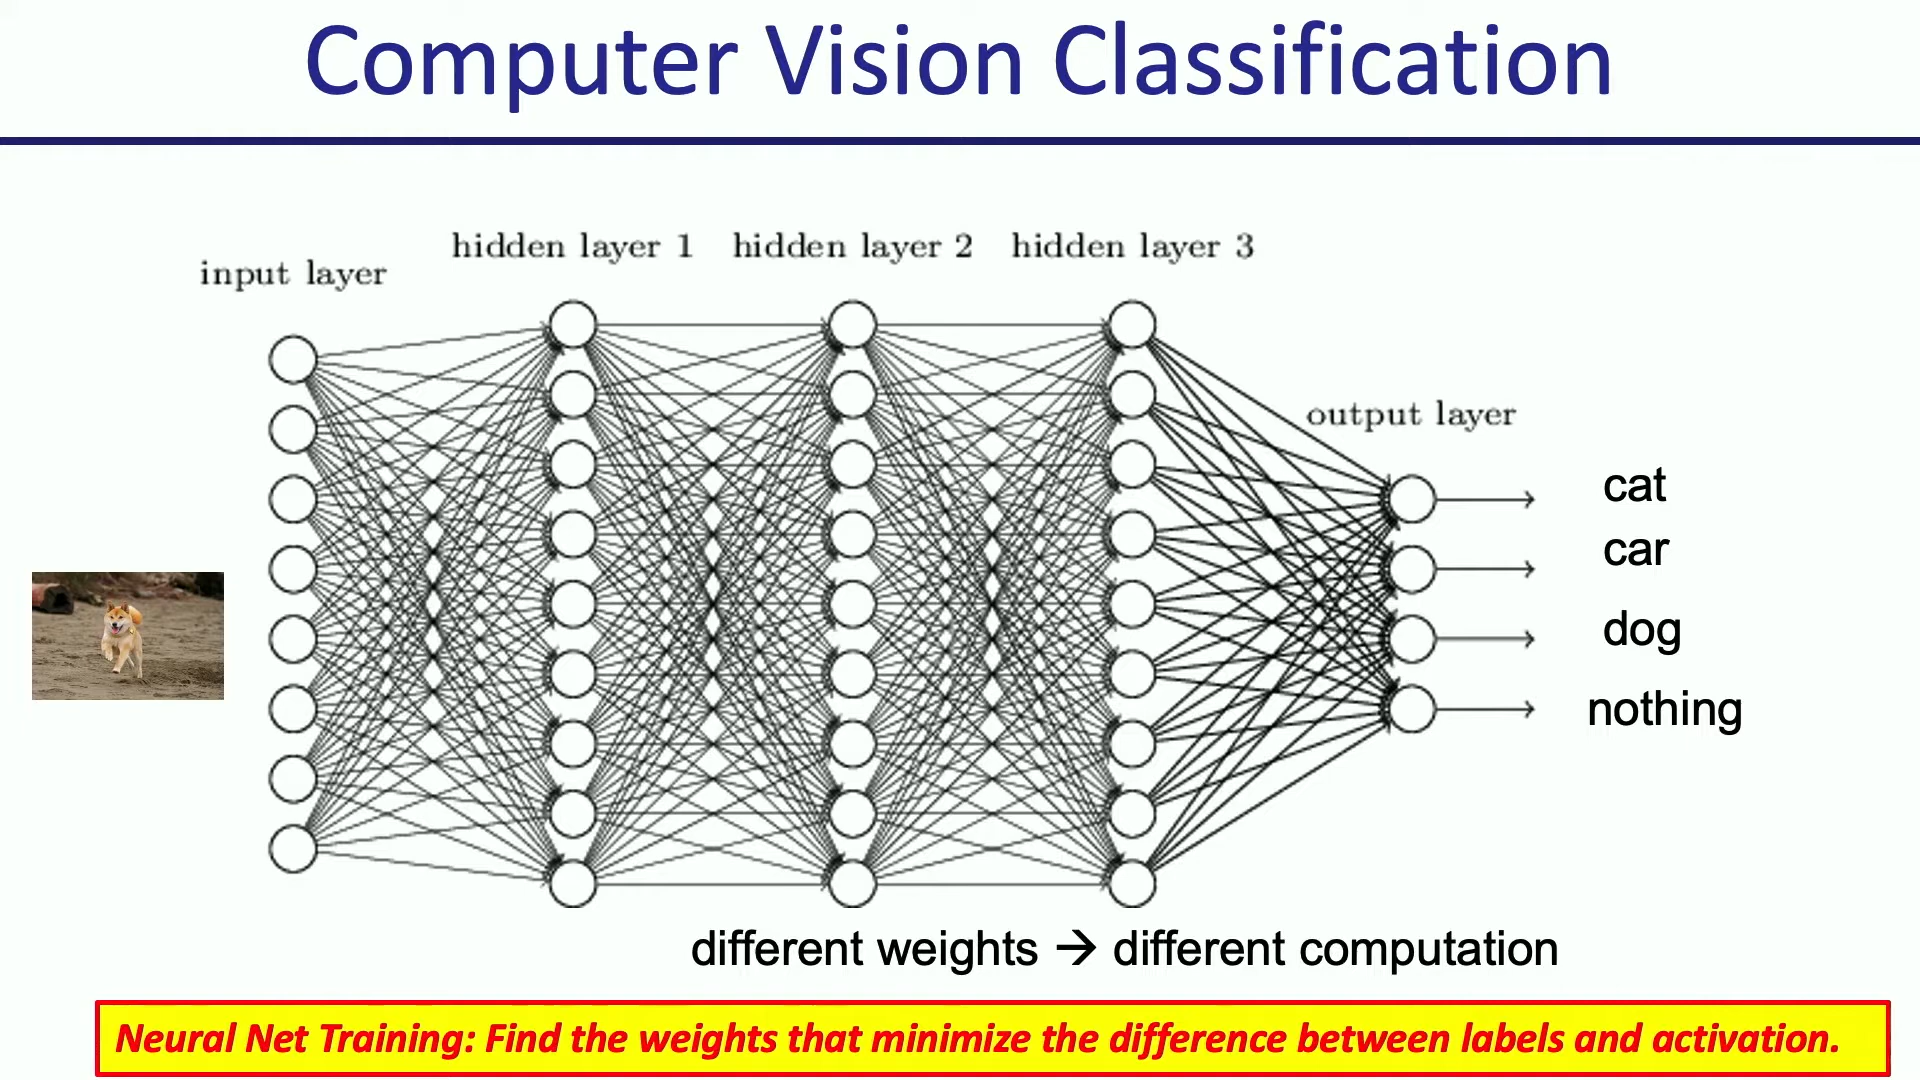 Computer Vision Classification
input layer
hidden layer 1
hidden layer 2
hidden layer 3
output layer
cat
car
dog
nothing
different weights → different computation
Neural Net Training: Find the weights that minimize the difference between labels and activation.